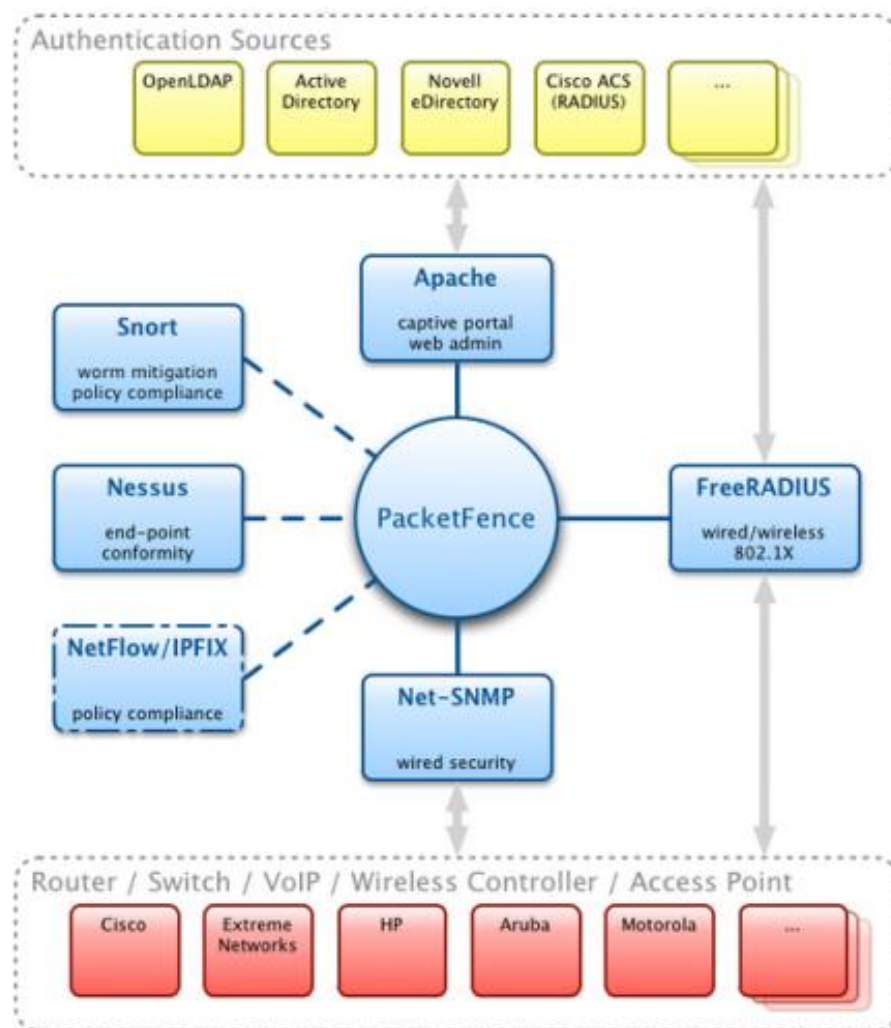 Authentication Sources
OpenLDAP
Active
Directory
Novell
eDirectory
Cisco ACS
(RADIUS)
...
Apache
captive portal
web admin
Snort
worm mitigation
policy compliance
Nessus
end-point
conformity
PacketFence
FreeRADIUS
wired/wireless
802.1X
NetFlow/IPFIX
policy compliance
Net-SNMP
wired security
Router / Switch / VoIP / Wireless Controller / Access Point
Cisco
Extreme
Networks
HP
Aruba
Motorola
...